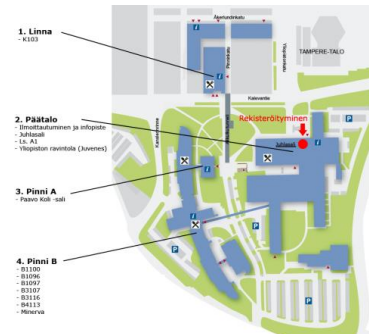 1. Linna
- K103
2. Päätalo
- Ilmoittautuminen ja infopiste
- Juhlasali
- Ls. A1
- Yliopiston ravintola (Juvenes)
3. Pinni A
- Paavo Koli -sali
4. Pinni B
- B1100
- B1096
- B1097
- B3107
- B3116
- B4113
- Minerva
Åkerlundinkatu
TAMPERE-TALO
Kalevantie
Rekisteröityminen
Juhlasali
P
P
P
P
P